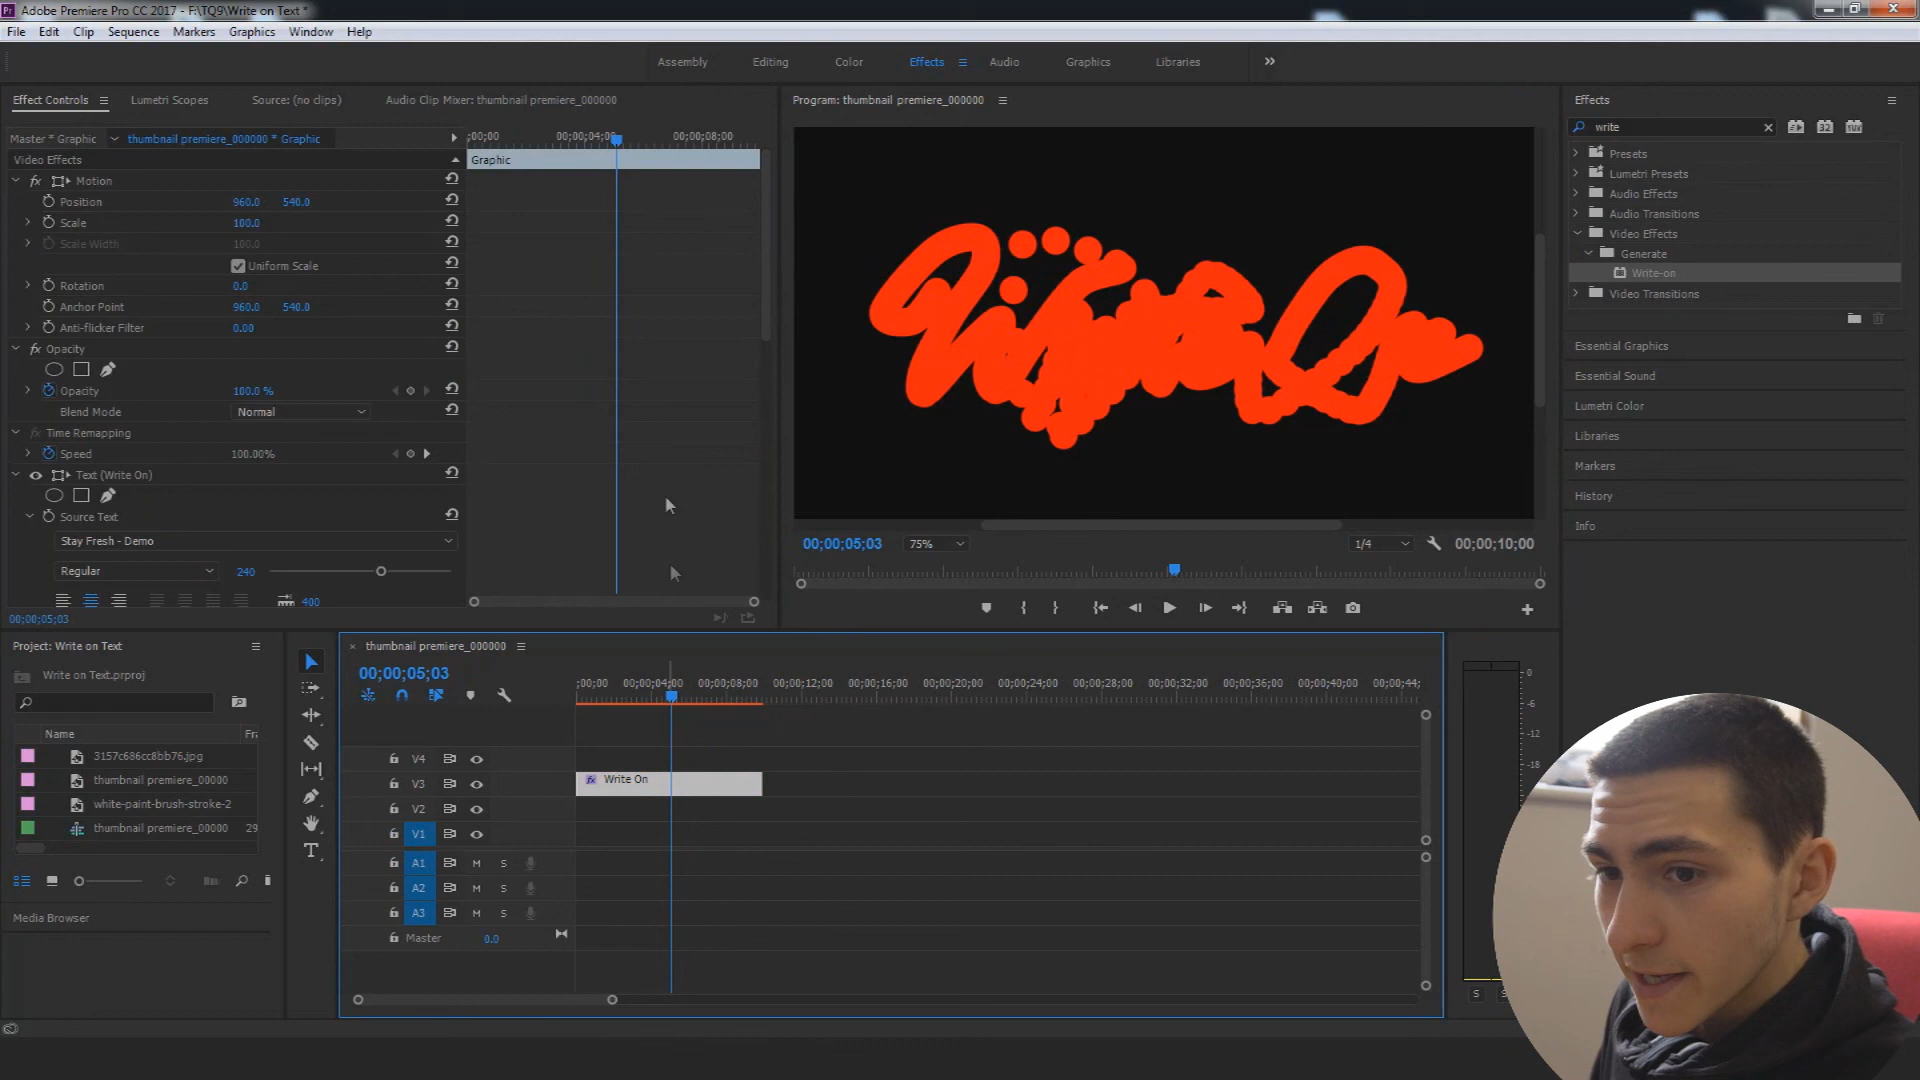 Adobe Premiere Pro CC 2017 - F:\TQ9\Write on Text *
File Edit Clip Sequence Markers Graphics Window Help
Assembly Editing Color Effects Audio Graphics Libraries
Effect Controls Lumetri Scopes Source: (no clips) Audio Clip Mixer: thumbnail premiere_000000
Master * Graphic thumbnail premiere_000000 * Graphic
;00;00 00;00;04;00 00;00;08;00
Video Effects
Graphic
Motion
Position 960.0 540.0
Scale 100.0
Scale Width 100.0
Uniform Scale
Rotation 0.0
Anchor Point 960.0 540.0
Anti-flicker Filter 0.00
Opacity
Opacity 100.0 %
Blend Mode Normal
Time Remapping
Speed 100.00%
Text (Write On)
Source Text
Stay Fresh - Demo
Regular 240
400
00;00;05;03
Program: thumbnail premiere_000000
00;00;05;03 75% 1/4 00;00;10;00
Effects
write
Presets
Lumetri Presets
Audio Effects
Audio Transitions
Video Effects
Generate
Write-on
Video Transitions
Essential Graphics
Essential Sound
Lumetri Color
Libraries
Markers
History
Info
Project: Write on Text
Write on Text.prproj
Name
3157c686cc8bb76.jpg
thumbnail premiere_00000
white-paint-brush-stroke-2
thumbnail premiere_00000 29
Media Browser
thumbnail premiere_000000
00;00;05;03
;00;00 00;00;04;00 00;00;08;00 00;00;12;00 00;00;16;00 00;00;20;00 00;00;24;00 00;00;28;00 00;00;32;00 00;00;36;00 00;00;40;00 00;00;44;
V4
V3 Write On
V2
V1
A1 M S
A2 M S
A3 M S
Master 0.0
0
-6
-12
-18
S